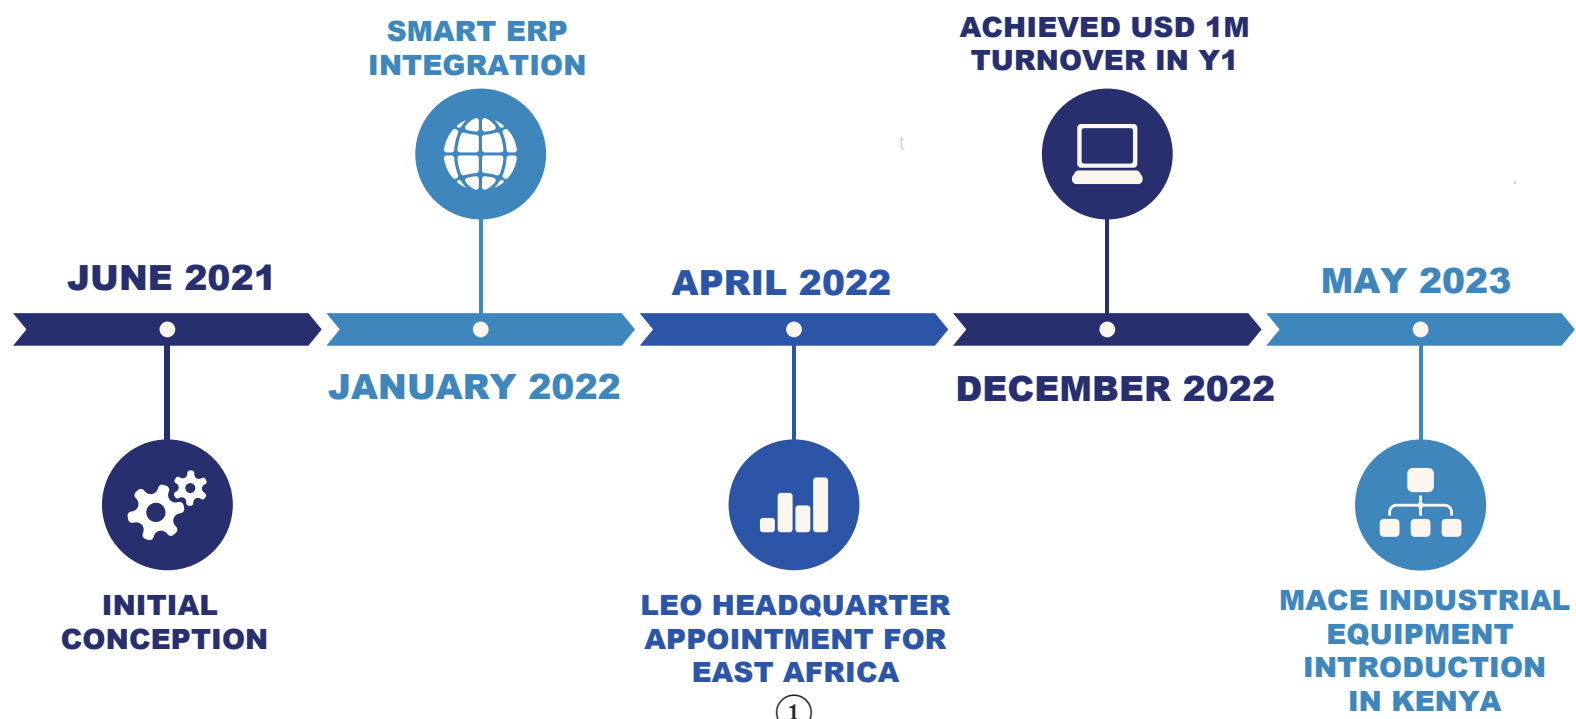 SMART ERP
INTEGRATION
ACHIEVED USD 1M
TURNOVER IN Y1
t
JUNE 2021
APRIL 2022
MAY 2023
JANUARY 2022
DECEMBER 2022
INITIAL
CONCEPTION
LEO HEADQUARTER
APPOINTMENT FOR
EAST AFRICA
MACE INDUSTRIAL
EQUIPMENT
INTRODUCTION
IN KENYA
1